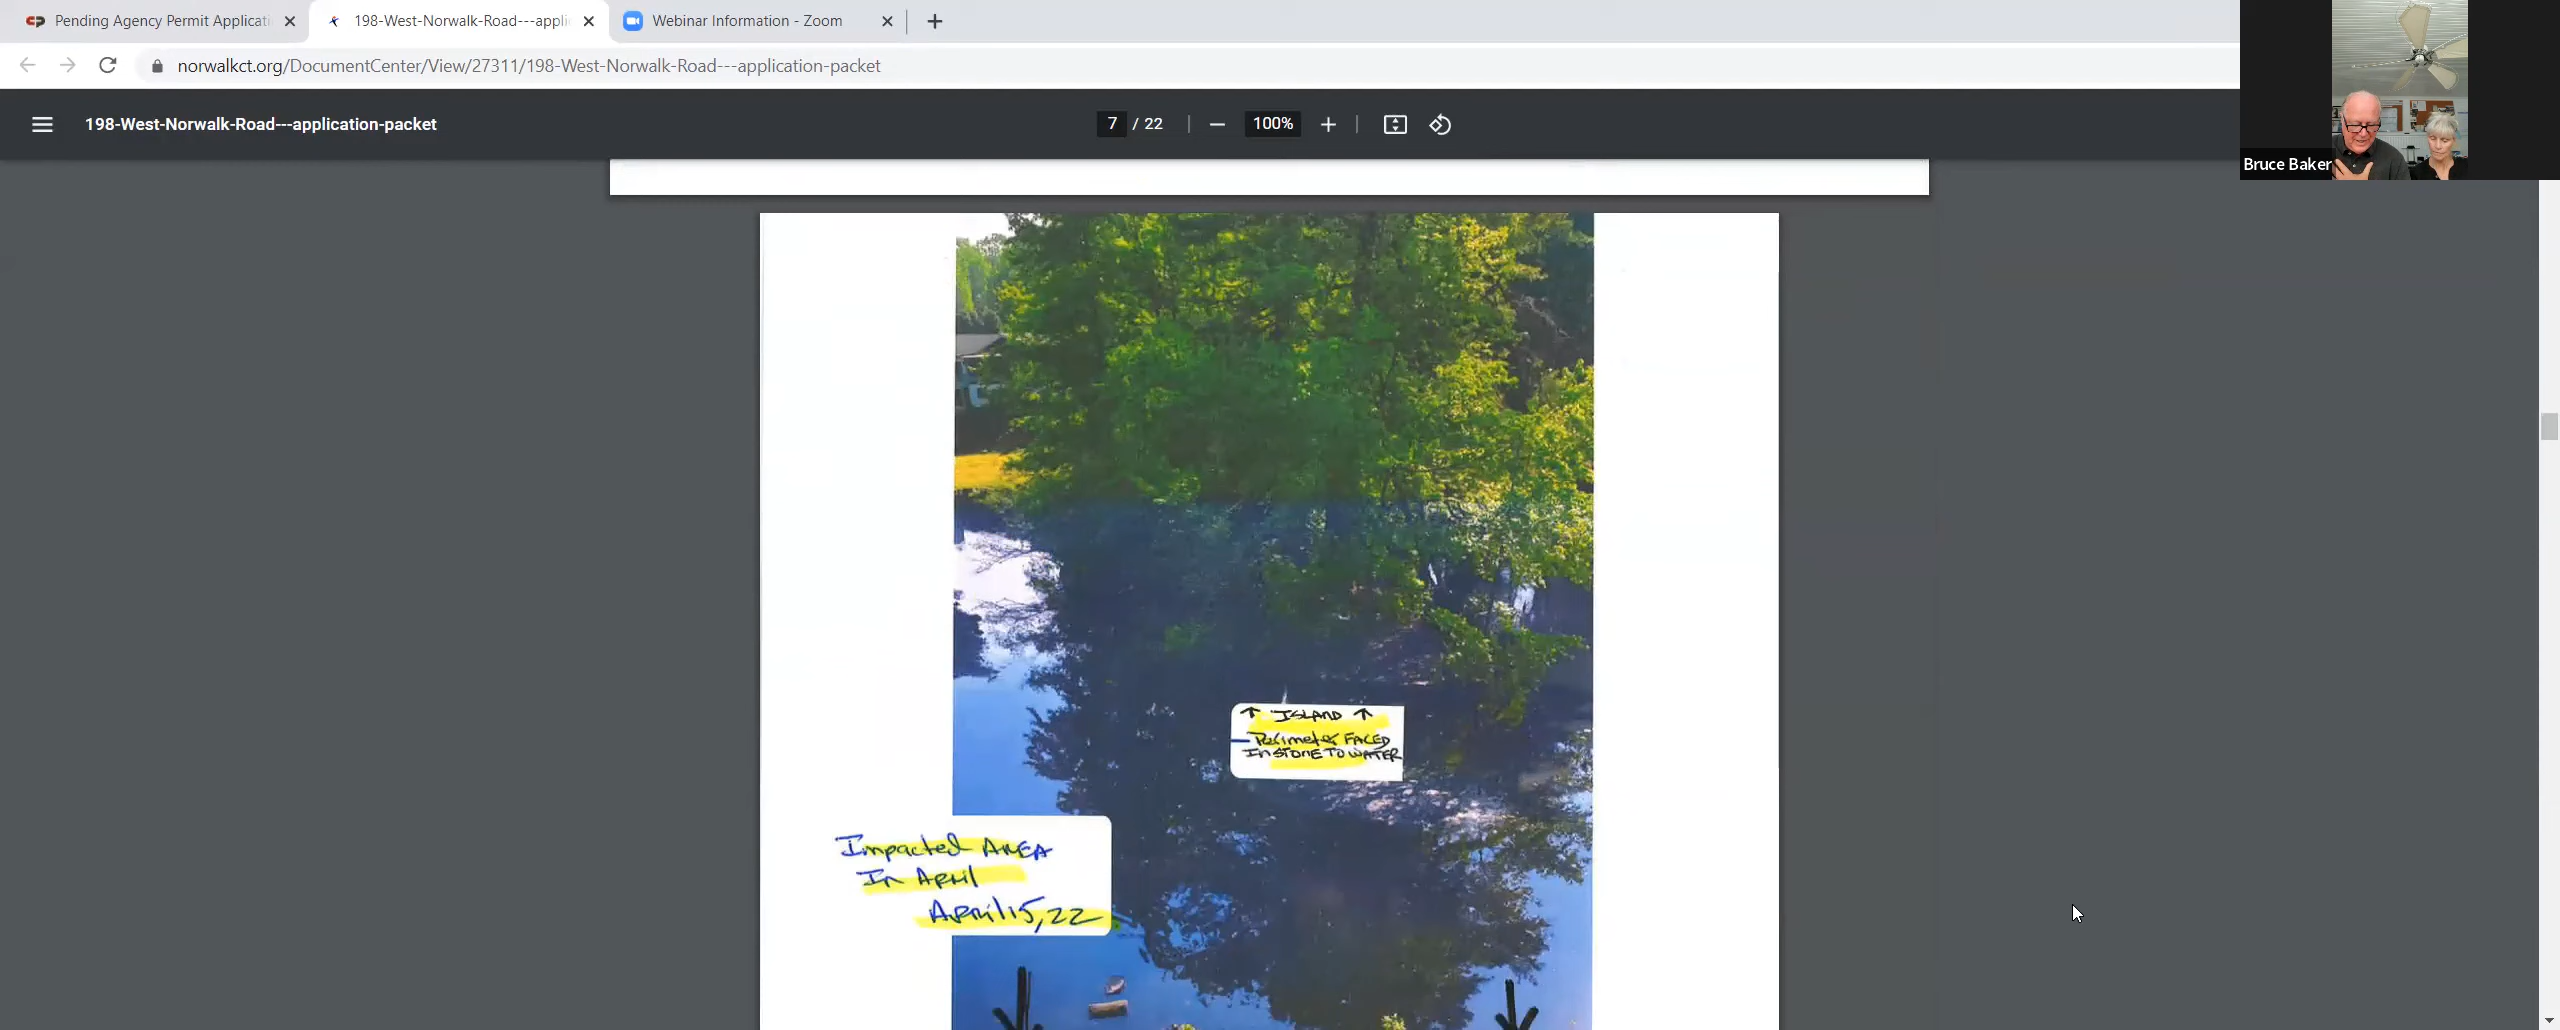 Pending Agency Permit Applicati
198-West-Norwalk-Road---appli
Webinar Information - Zoom
norwalkct.org/DocumentCenter/View/27311/198-West-Norwalk-Road---application-packet
198-West-Norwalk-Road---application-packet
7 / 22
100%
Bruce Baker
↑ ISLAND ↑
- Perimeter FACED
IN STONE TO WATER
Impacted AREA
In April
April 15, 22